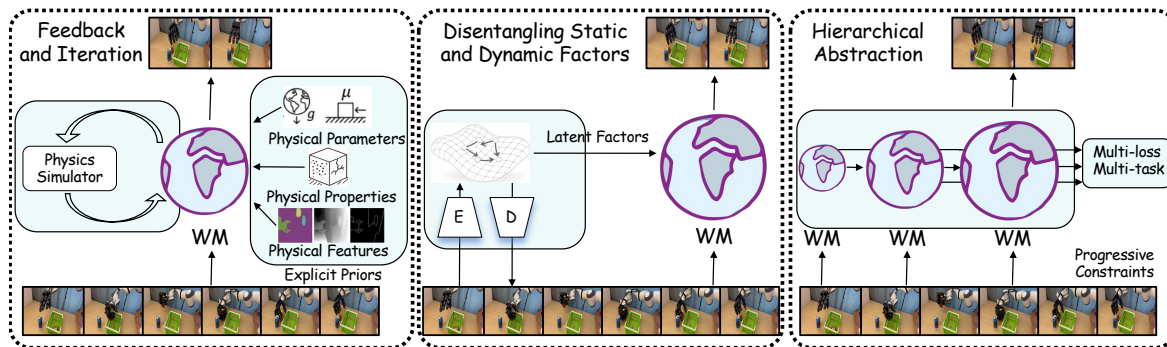 Feedback
and Iteration
μ
g
Physical Parameters
Physics
Simulator
Physical Properties
Physical Features
WM
Explicit Priors
Disentangling Static
and Dynamic Factors
Latent Factors
E
D
WM
Hierarchical
Abstraction
Multi-loss
Multi-task
WM
WM
WM
Progressive
Constraints